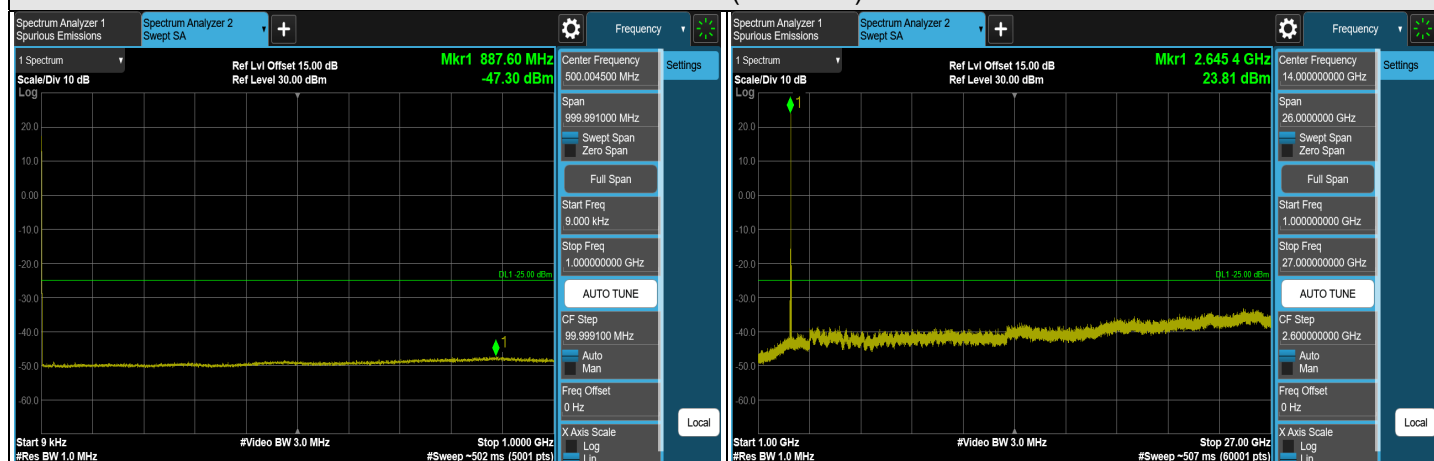 Spectrum Analyzer 1
Spurious Emissions
Spectrum Analyzer 2
Swept SA
+
Frequency
1 Spectrum
Scale/Div 10 dB
Log
Ref Lvl Offset 15.00 dB
Ref Level 30.00 dBm
Mkr1 887.60 MHz
-47.30 dBm
20.0
10.0
0.00
-10.0
-20.0
-30.0
-40.0
-50.0
-60.0
DL1 -25.00 dBm
1
Start 9 kHz
#Res BW 1.0 MHz
#Video BW 3.0 MHz
Stop 1.0000 GHz
#Sweep ~502 ms (5001 pts)
Center Frequency
500.004500 MHz
Span
999.991000 MHz
Swept Span
Zero Span
Full Span
Start Freq
9.000 kHz
Stop Freq
1.000000000 GHz
AUTO TUNE
CF Step
99.999100 MHz
Auto
Man
Freq Offset
0 Hz
X Axis Scale
Log
Lin
Settings
Local
Spectrum Analyzer 1
Spurious Emissions
Spectrum Analyzer 2
Swept SA
+
Frequency
1 Spectrum
Scale/Div 10 dB
Log
Ref Lvl Offset 15.00 dB
Ref Level 30.00 dBm
Mkr1 2.645 4 GHz
23.81 dBm
1
20.0
10.0
0.00
-10.0
-20.0
-30.0
-40.0
-50.0
-60.0
DL1 -25.00 dBm
Start 1.00 GHz
#Res BW 1.0 MHz
#Video BW 3.0 MHz
Stop 27.00 GHz
#Sweep ~507 ms (60001 pts)
Center Frequency
14.000000000 GHz
Span
26.0000000 GHz
Swept Span
Zero Span
Full Span
Start Freq
1.000000000 GHz
Stop Freq
27.000000000 GHz
AUTO TUNE
CF Step
2.600000000 GHz
Auto
Man
Freq Offset
0 Hz
X Axis Scale
Log
Lin
Settings
Local